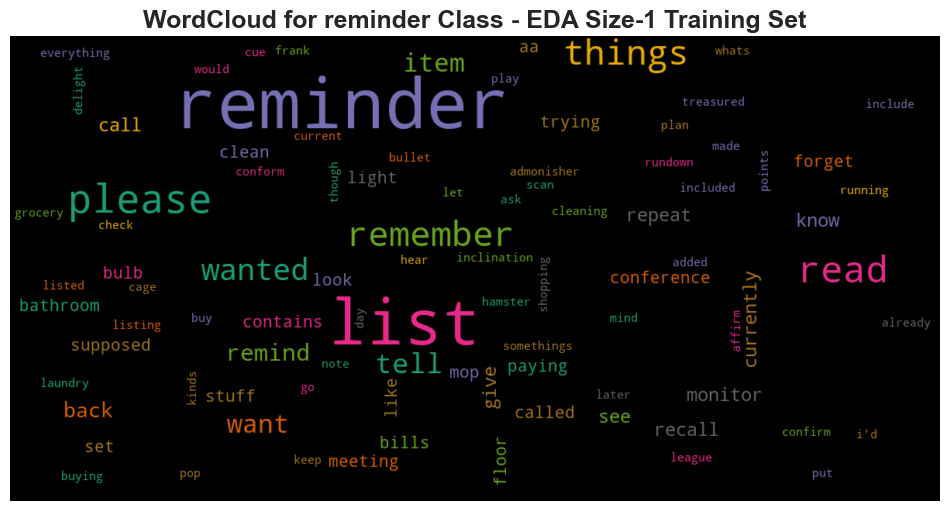 WordCloud for reminder Class - EDA Size-1 Training Set
everything cue frank aa things whats
would item
delight play
reminder treasured include
call trying plan
current
clean bullet made
conform though light admonisher rundown points forget
scan
please let ask included running
grocery cleaning repeat know
check remember
hear inclination added
wanted look shopping conference read
bulb
listed cage
bathroom hamster currently
listing buy contains day list mind affirm already
supposed somethings
remind note tell mop paying
laundry kinds go
stuff like give later monitor
back called see
want recall confirm i'd
set bills floor
keep meeting league
buying pop put